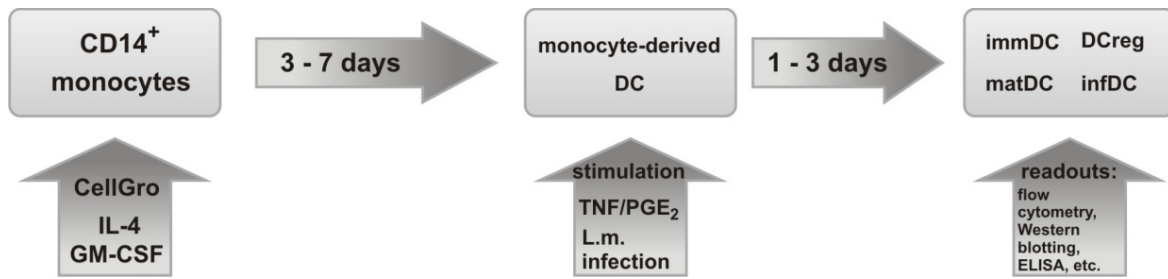 CD14⁺
monocytes
3 - 7 days
monocyte-derived
DC
1 - 3 days
immDC DCreg
matDC infDC
CellGro
IL-4
GM-CSF
stimulation
TNF/PGE₂
L.m.
infection
readouts:
flow
cytometry,
Western
blotting,
ELISA, etc.